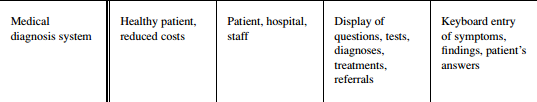 Medical
diagnosis system
Healthy patient,
reduced costs
Patient, hospital,
staff
Display of
questions, tests,
diagnoses,
treatments,
referrals
Keyboard entry
of symptoms,
findings, patient's
answers